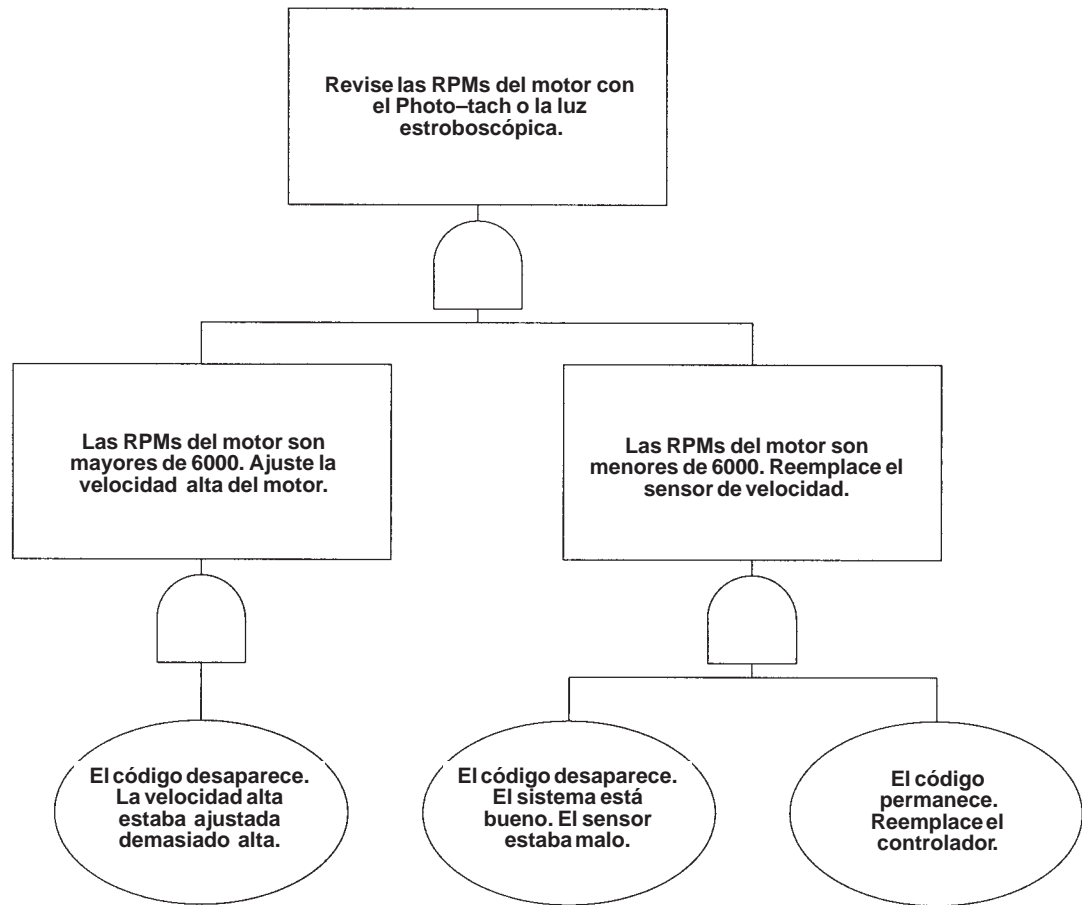 Revise las RPMs del motor con
el Photo–tach o la luz
estroboscópica.
Las RPMs del motor son
mayores de 6000. Ajuste la
velocidad alta del motor.
Las RPMs del motor son
menores de 6000. Reemplace el
sensor de velocidad.
El código desaparece.
La velocidad alta
estaba ajustada
demasiado alta.
El código desaparece.
El sistema está
bueno. El sensor
estaba malo.
El código
permanece.
Reemplace el
controlador.